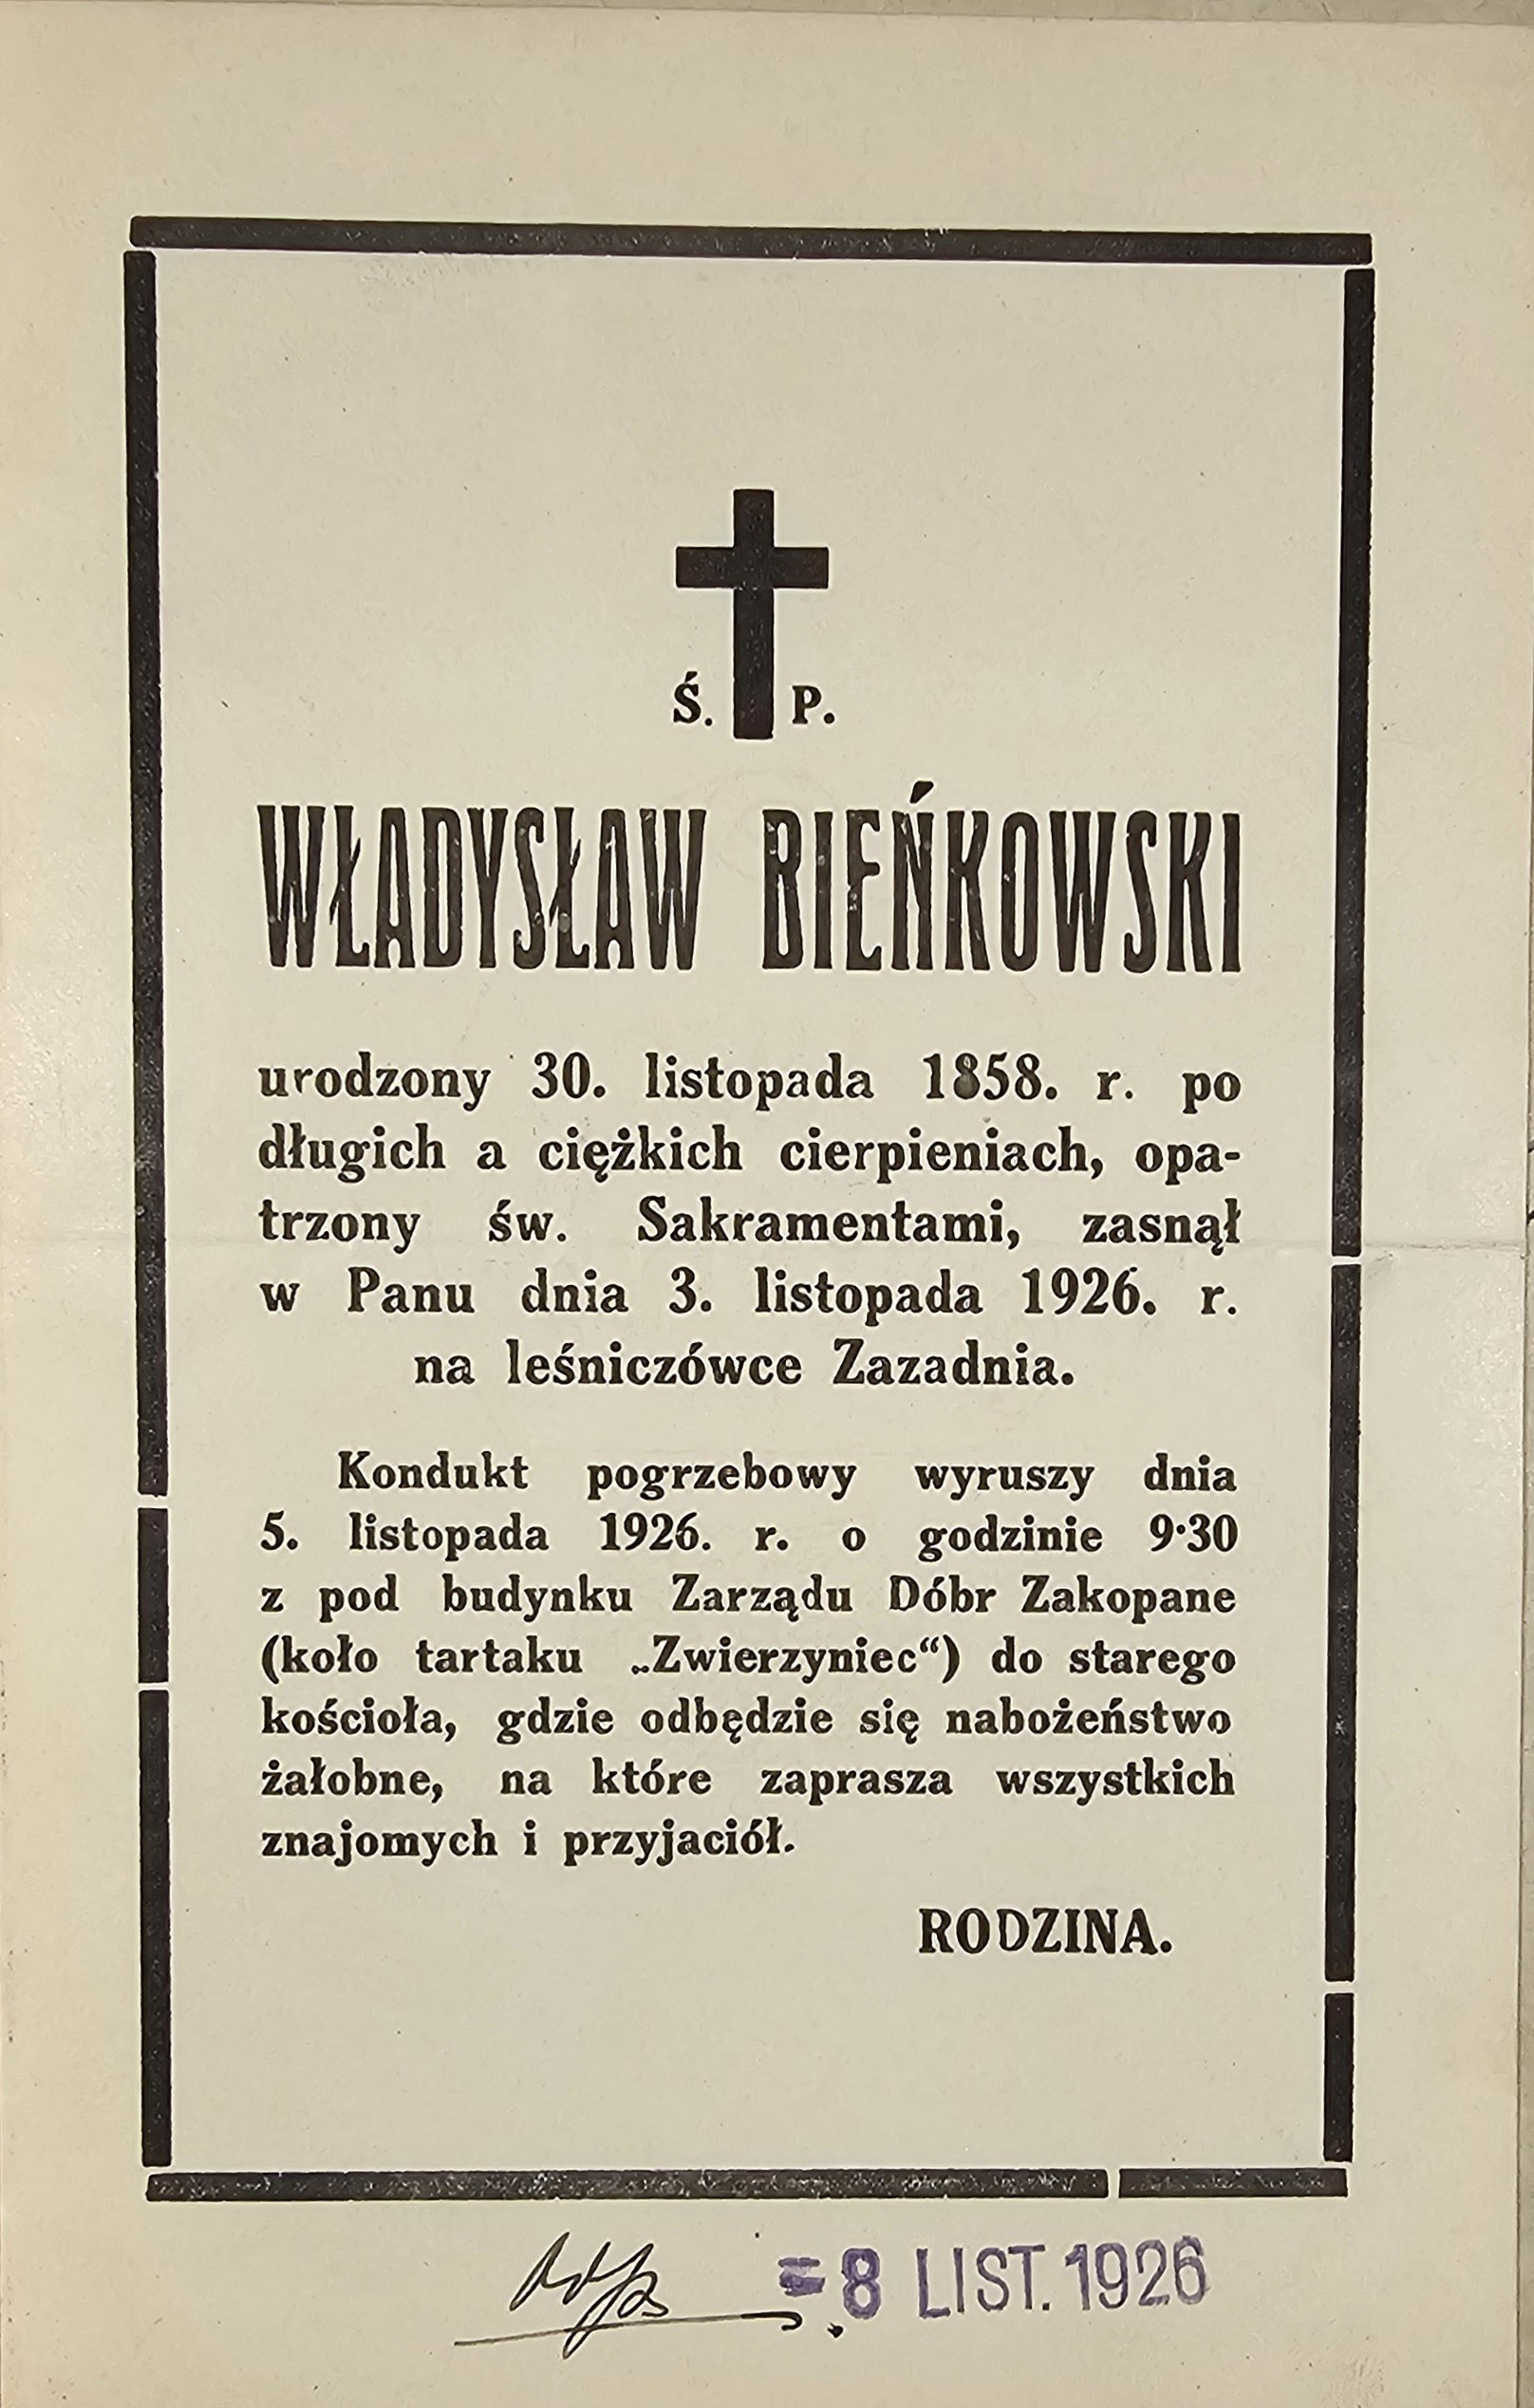 Ś. P.
WŁADYSŁAW BIEŃKOWSKI
urodzony 30. listopada 1858. r. po
długich a ciężkich cierpieniach, opa-
trzony św. Sakramentami, zasnął
w Panu dnia 3. listopada 1926. r.
na leśniczówce Zazadnia.
Kondukt pogrzebowy wyruszy dnia
5. listopada 1926. r. o godzinie 9·30
z pod budynku Zarządu Dóbr Zakopane
(koło tartaku „Zwierzyniec“) do starego
kościoła, gdzie odbędzie się nabożeństwo
żałobne, na które zaprasza wszystkich
znajomych i przyjaciół.
RODZINA.
=8 LIST. 1926